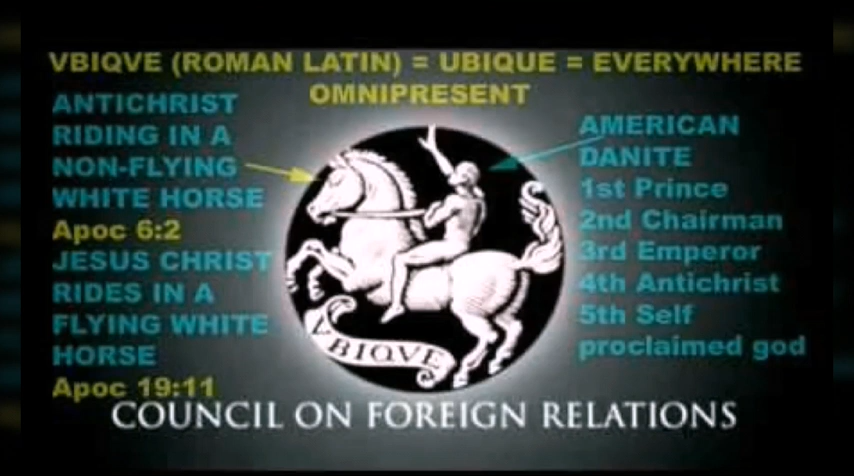 VBIQVE (ROMAN LATIN) = UBIQUE = EVERYWHERE
OMNIPRESENT
ANTICHRIST
RIDING IN A
NON-FLYING
WHITE HORSE
Apoc 6:2
JESUS CHRIST
RIDES IN A
FLYING WHITE
HORSE
Apoc 19:11
AMERICAN
DANITE
1st Prince
2nd Chairman
3rd Emperor
4th Antichrist
5th Self
proclaimed god
VBIQVE
COUNCIL ON FOREIGN RELATIONS